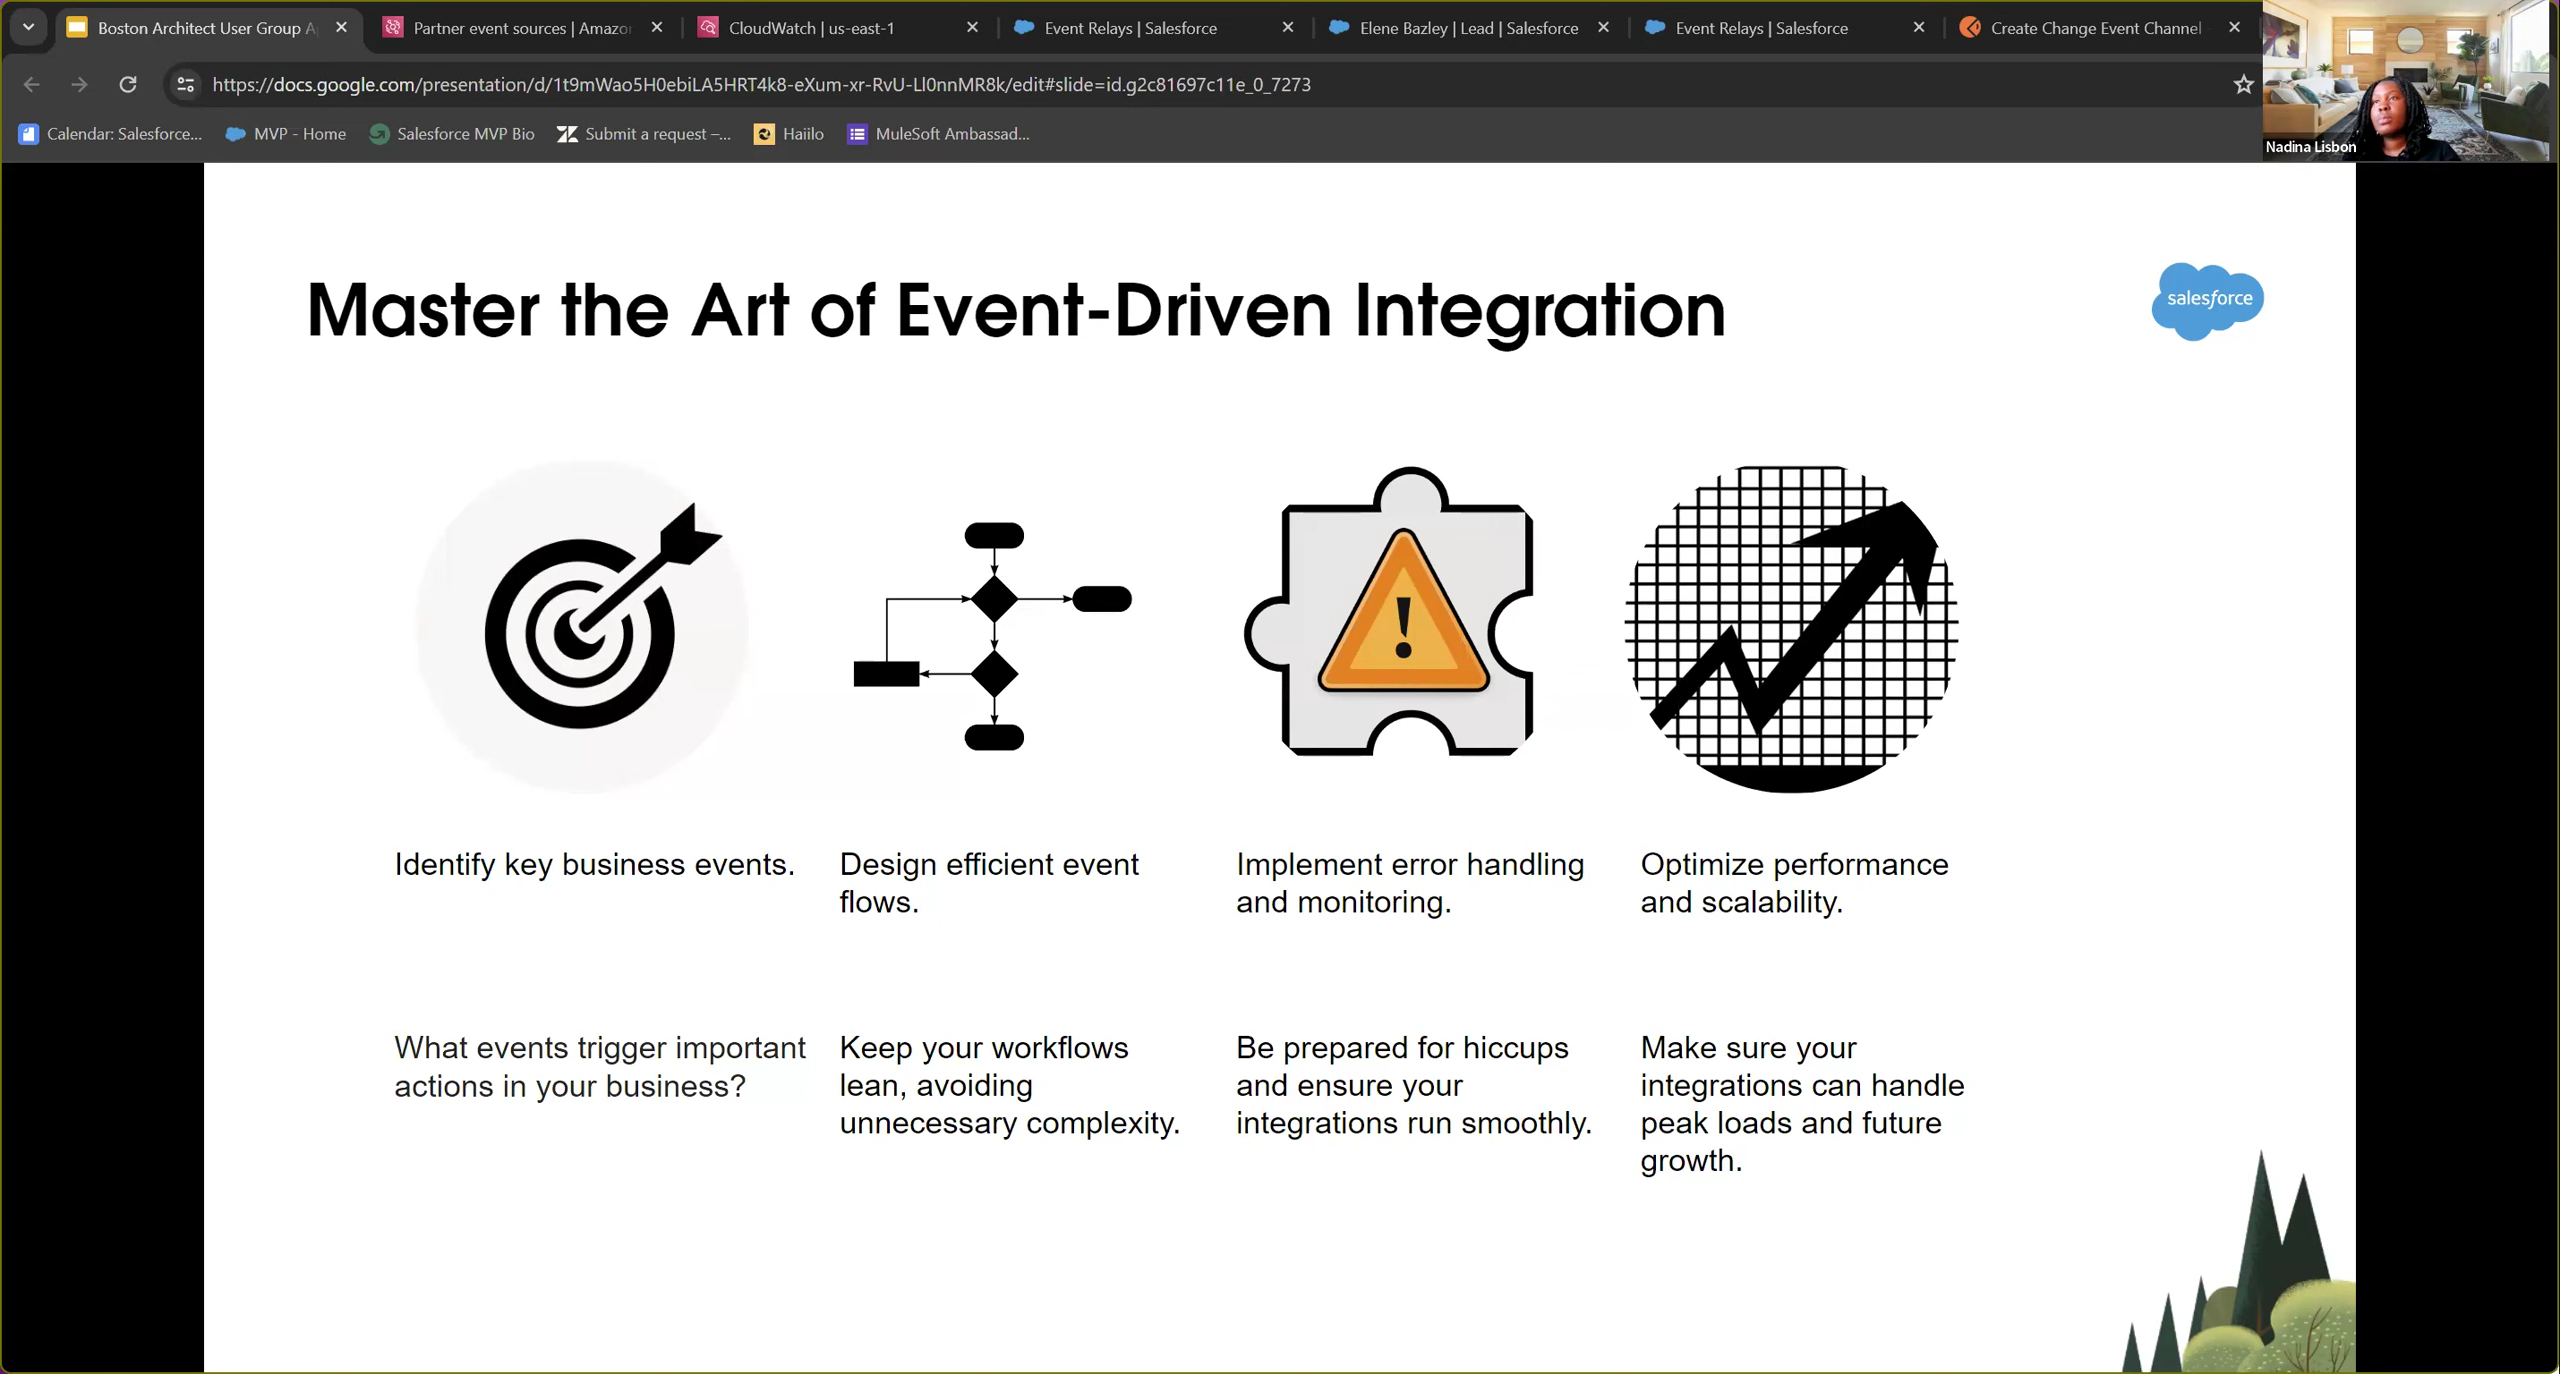 Boston Architect User Group A
Partner event sources | Amazo
CloudWatch | us-east-1
Event Relays | Salesforce
Elene Bazley | Lead | Salesforce
Event Relays | Salesforce
Create Change Event Channel
https://docs.google.com/presentation/d/1t9mWao5H0ebiLA5HRT4k8-eXum-xr-RvU-Ll0nnMR8k/edit#slide=id.g2c81697c11e_0_7273
Calendar: Salesforce...
MVP - Home
Salesforce MVP Bio
Submit a request –...
Haiilo
MuleSoft Ambassad...
Nadina Lisbon
Master the Art of Event-Driven Integration
salesforce
!
Identify key business events.
What events trigger important
actions in your business?
Design efficient event
flows.
Keep your workflows
lean, avoiding
unnecessary complexity.
Implement error handling
and monitoring.
Be prepared for hiccups
and ensure your
integrations run smoothly.
Optimize performance
and scalability.
Make sure your
integrations can handle
peak loads and future
growth.